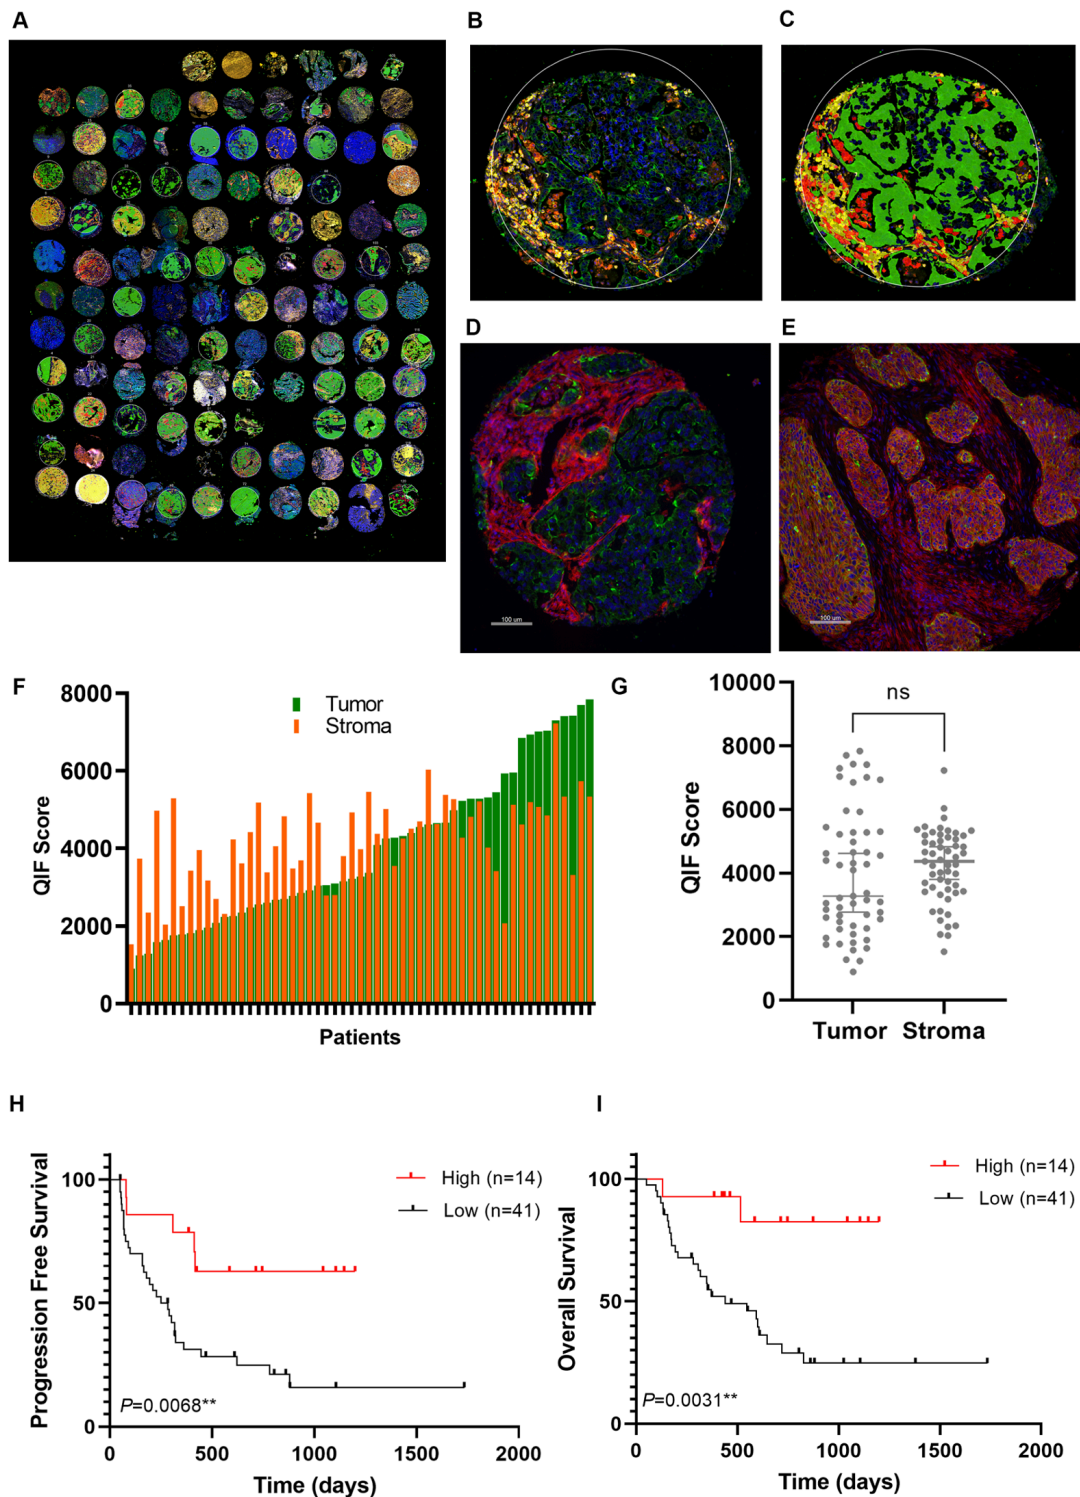 A
B
C
D
E
100 um
100 um
F
8000
6000
4000
2000
0
QIF Score
Tumor
Stroma
Patients
G
10000
8000
6000
4000
2000
0
QIF Score
ns
Tumor Stroma
H
100
50
0
Progression Free Survival
High (n=14)
Low (n=41)
P=0.0068**
0 500 1000 1500 2000
Time (days)
I
100
50
0
Overall Survival
High (n=14)
Low (n=41)
P=0.0031**
0 500 1000 1500 2000
Time (days)